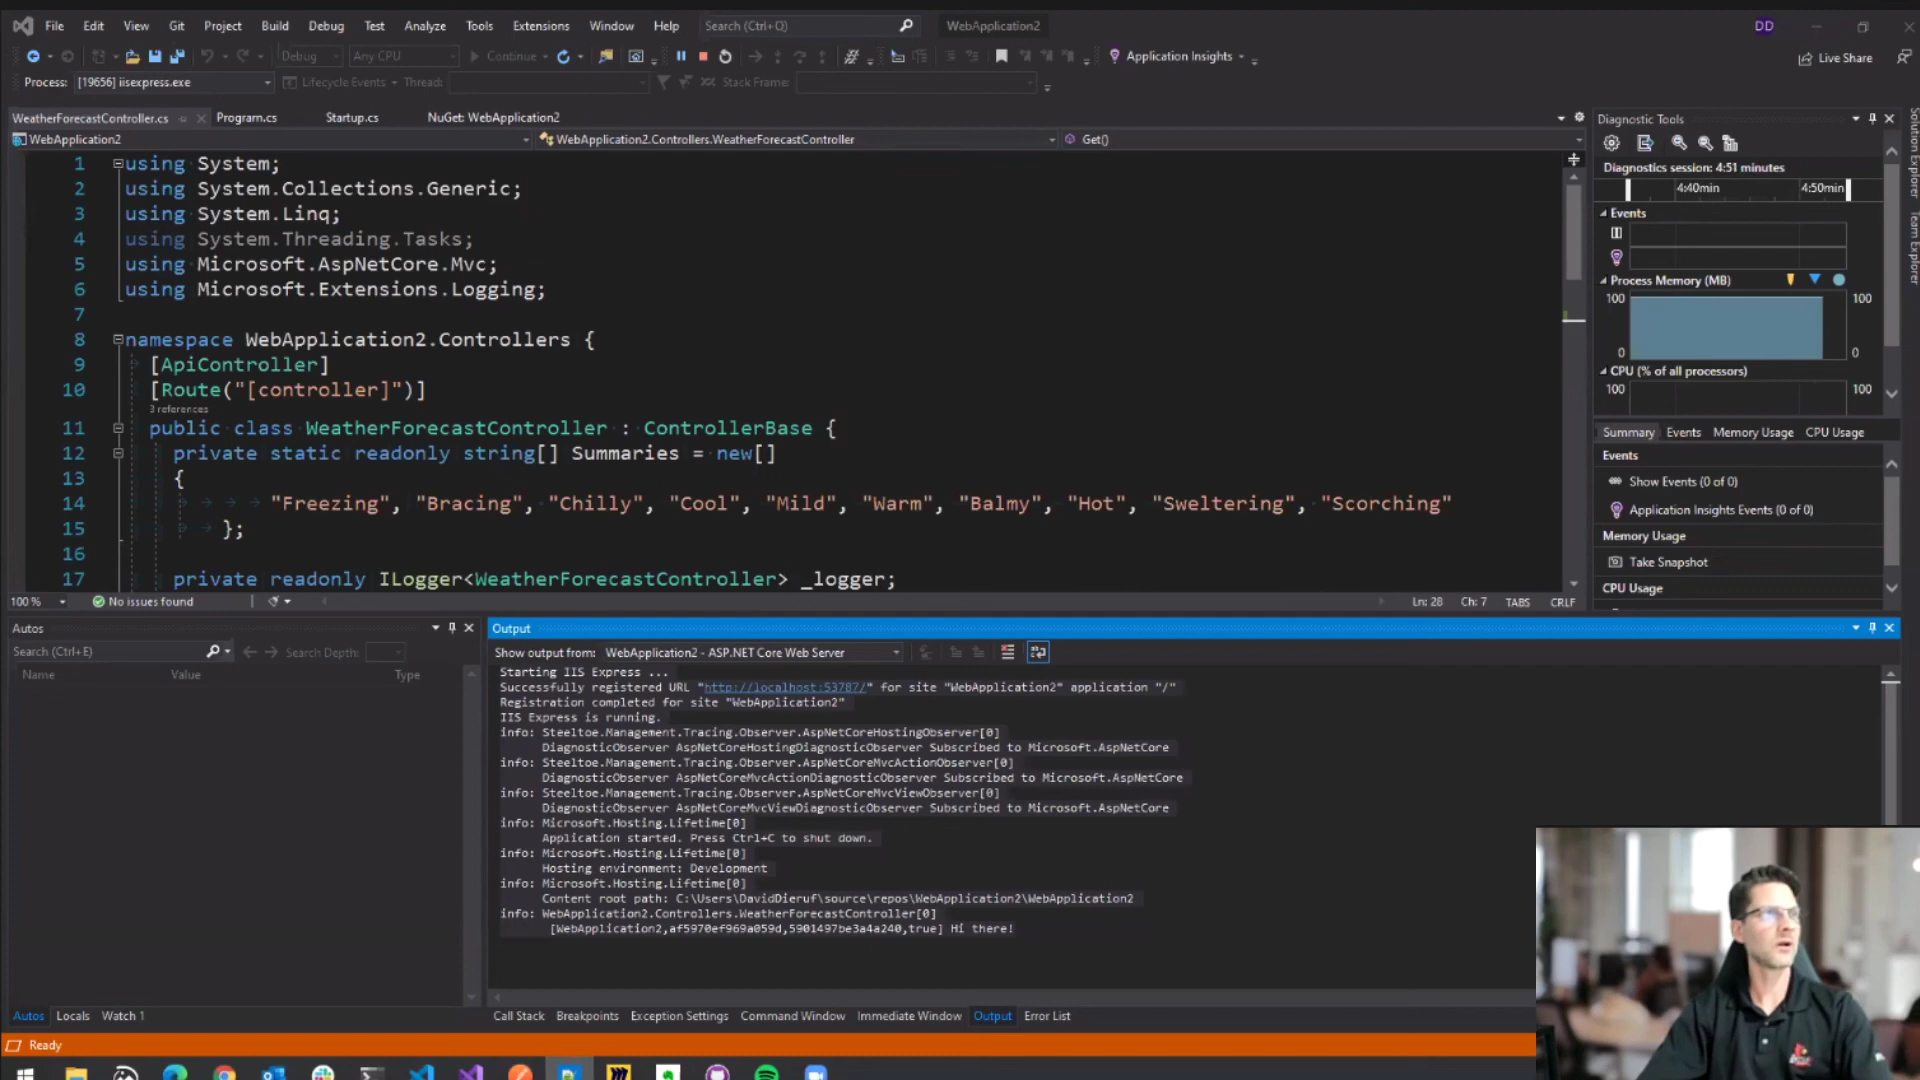 File Edit View Git Project Build Debug Test Analyze Tools Extensions Window Help Search (Ctrl+Q) WebApplication2 DD
Debug Any CPU Continue Application Insights Live Share
Process: [19656] iisexpress.exe Lifecycle Events Thread: Stack Frame:
WeatherForecastController.cs Program.cs Startup.cs NuGet: WebApplication2
WebApplication2 WebApplication2.Controllers.WeatherForecastController Get()
1 using System;
2 using System.Collections.Generic;
3 using System.Linq;
4 using System.Threading.Tasks;
5 using Microsoft.AspNetCore.Mvc;
6 using Microsoft.Extensions.Logging;
7
8 namespace WebApplication2.Controllers {
9 [ApiController]
10 [Route("[controller]")]
3 references
11 public class WeatherForecastController : ControllerBase {
12 private static readonly string[] Summaries = new[]
13 {
14 "Freezing", "Bracing", "Chilly", "Cool", "Mild", "Warm", "Balmy", "Hot", "Sweltering", "Scorching"
15 };
16
17 private readonly ILogger<WeatherForecastController> _logger;
100 % No issues found Ln: 28 Ch: 7 TABS CRLF
Diagnostic Tools
Diagnostics session: 4:51 minutes
4:40min 4:50min
Events
Process Memory (MB)
100 100
0 0
CPU (% of all processors)
100 100
Summary Events Memory Usage CPU Usage
Events
Show Events (0 of 0)
Application Insights Events (0 of 0)
Memory Usage
Take Snapshot
CPU Usage
Solution Explorer
Team Explorer
Autos
Search (Ctrl+E) Search Depth:
Name Value Type
Autos Locals Watch 1
Output
Show output from: WebApplication2 - ASP.NET Core Web Server
Starting IIS Express ...
Successfully registered URL "http://localhost:53787/" for site "WebApplication2" application "/"
Registration completed for site "WebApplication2"
IIS Express is running.
info: Steeltoe.Management.Tracing.Observer.AspNetCoreHostingObserver[0]
DiagnosticObserver AspNetCoreHostingDiagnosticObserver Subscribed to Microsoft.AspNetCore
info: Steeltoe.Management.Tracing.Observer.AspNetCoreMvcActionObserver[0]
DiagnosticObserver AspNetCoreMvcActionDiagnosticObserver Subscribed to Microsoft.AspNetCore
info: Steeltoe.Management.Tracing.Observer.AspNetCoreMvcViewObserver[0]
DiagnosticObserver AspNetCoreMvcViewDiagnosticObserver Subscribed to Microsoft.AspNetCore
info: Microsoft.Hosting.Lifetime[0]
Application started. Press Ctrl+C to shut down.
info: Microsoft.Hosting.Lifetime[0]
Hosting environment: Development
info: Microsoft.Hosting.Lifetime[0]
Content root path: C:\Users\DavidDieruf\source\repos\WebApplication2\WebApplication2
info: WebApplication2.Controllers.WeatherForecastController[0]
[WebApplication2,af5970ef969a059d,5901497be3a4a240,true] Hi there!
Call Stack Breakpoints Exception Settings Command Window Immediate Window Output Error List
Ready